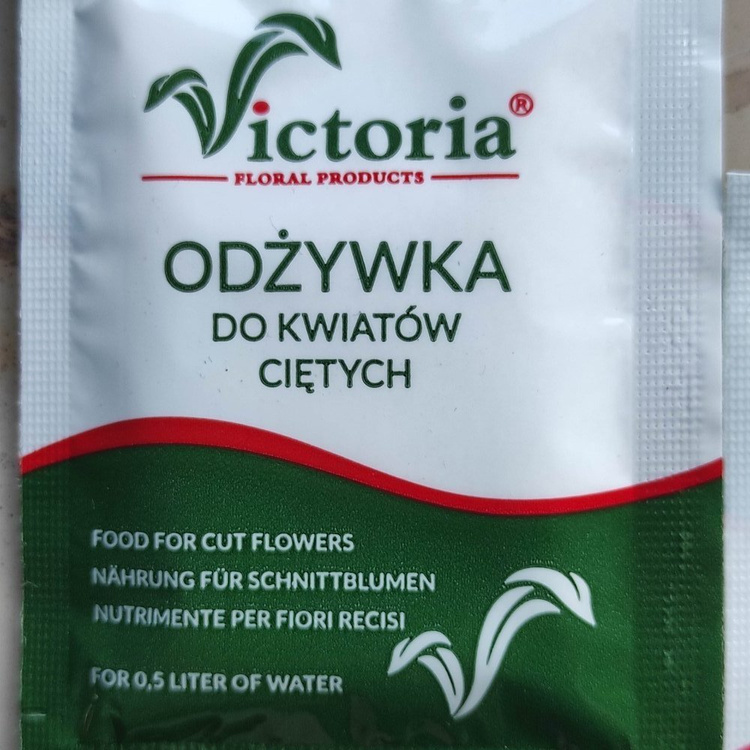 Victoria®
FLORAL PRODUCTS
ODŻYWKA
DO KWIATÓW
CIĘTYCH
FOOD FOR CUT FLOWERS
NÄHRUNG FÜR SCHNITTBLUMEN
NUTRIMENTE PER FIORI RECISI
FOR 0,5 LITER OF WATER